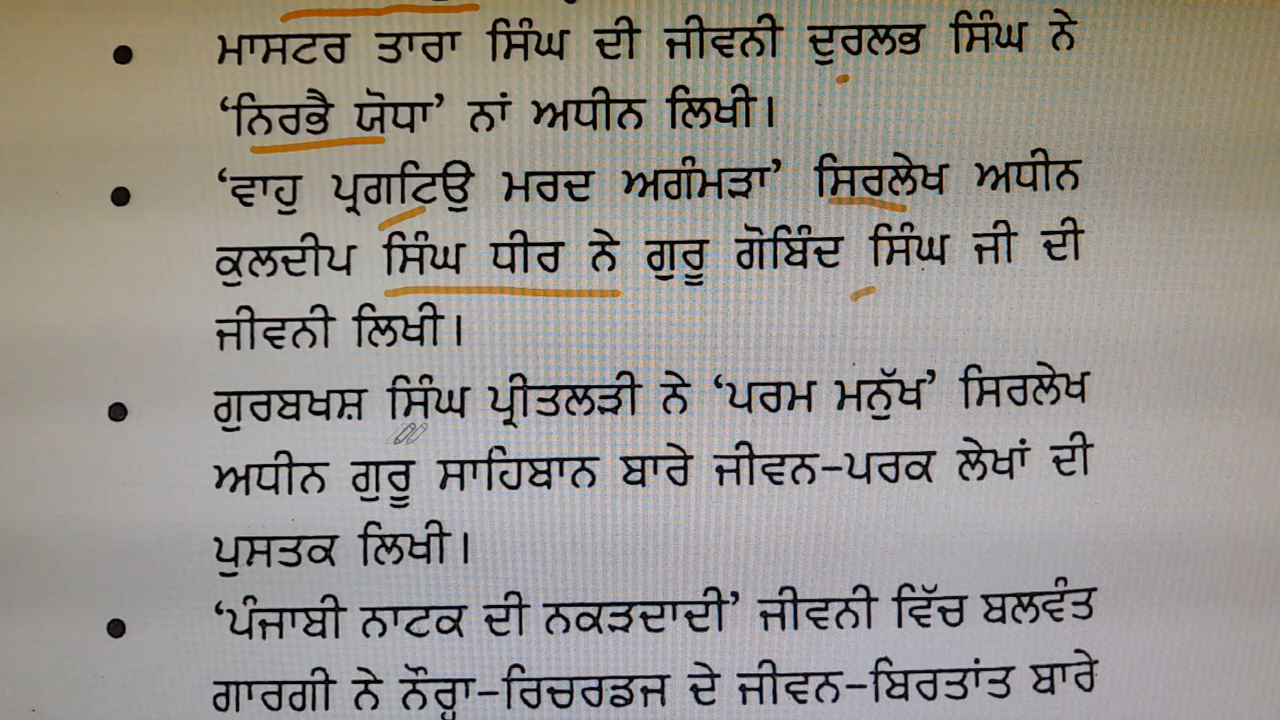 • ਮਾਸਟਰ ਤਾਰਾ ਸਿੰਘ ਦੀ ਜੀਵਨੀ ਦੁਰਲਭ ਸਿੰਘ ਨੇ
‘ਨਿਰਭੈ ਯੋਧਾ’ ਨਾਂ ਅਧੀਨ ਲਿਖੀ।
• ‘ਵਾਹੁ ਪ੍ਰਗਟਿਉ ਮਰਦ ਅਗੰਮੜਾ’ ਸਿਰਲੇਖ ਅਧੀਨ
ਕੁਲਦੀਪ ਸਿੰਘ ਧੀਰ ਨੇ ਗੁਰੂ ਗੋਬਿੰਦ ਸਿੰਘ ਜੀ ਦੀ
ਜੀਵਨੀ ਲਿਖੀ।
• ਗੁਰਬਖਸ਼ ਸਿੰਘ ਪ੍ਰੀਤਲੜੀ ਨੇ ‘ਪਰਮ ਮਨੁੱਖ’ ਸਿਰਲੇਖ
ਅਧੀਨ ਗੁਰੂ ਸਾਹਿਬਾਨ ਬਾਰੇ ਜੀਵਨ-ਪਰਕ ਲੇਖਾਂ ਦੀ
ਪੁਸਤਕ ਲਿਖੀ।
• ‘ਪੰਜਾਬੀ ਨਾਟਕ ਦੀ ਨਕੜਦਾਦੀ’ ਜੀਵਨੀ ਵਿੱਚ ਬਲਵੰਤ
ਗਾਰਗੀ ਨੇ ਨੌਰ੍ਹਾ-ਰਿਚਰਡਜ ਦੇ ਜੀਵਨ-ਬਿਰਤਾਂਤ ਬਾਰੇ